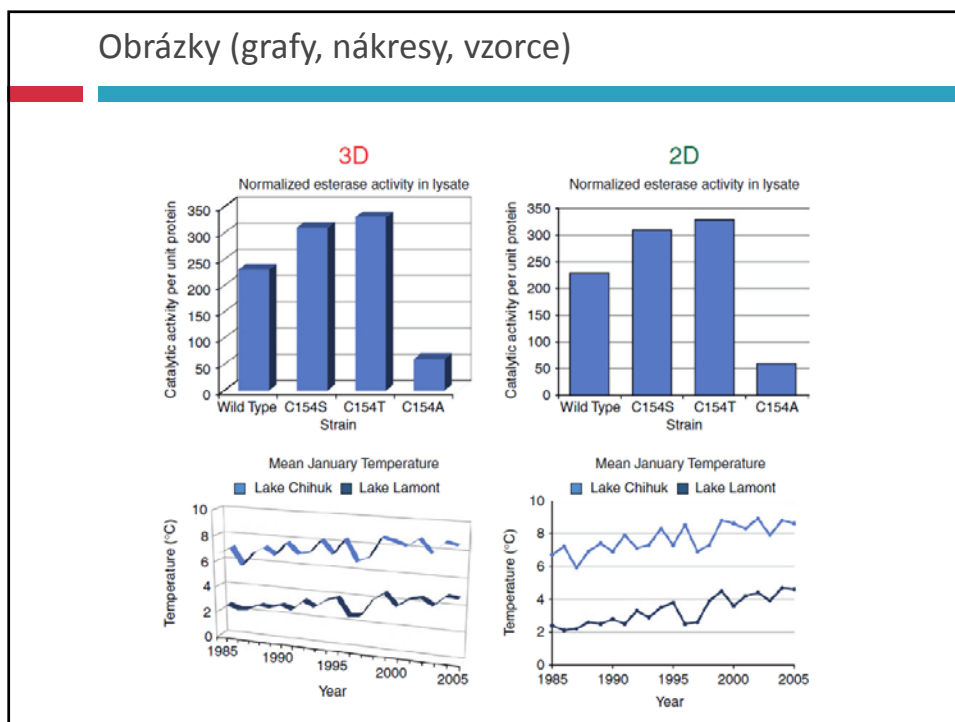 Obrázky (grafy, nákresy, vzorce)
3D
Normalized esterase activity in lysate
Catalytic activity per unit protein
350
300
250
200
150
100
50
0
Wild Type C154S C154T C154A
Strain
2D
Normalized esterase activity in lysate
Catalytic activity per unit protein
350
300
250
200
150
100
50
0
Wild Type C154S C154T C154A
Strain
Mean January Temperature
Lake Chihuk Lake Lamont
Temperature (°C)
10
8
6
4
2
0
1985 1990 1995 2000 2005
Year
Mean January Temperature
Lake Chihuk Lake Lamont
Temperature (°C)
10
8
6
4
2
0
1985 1990 1995 2000 2005
Year